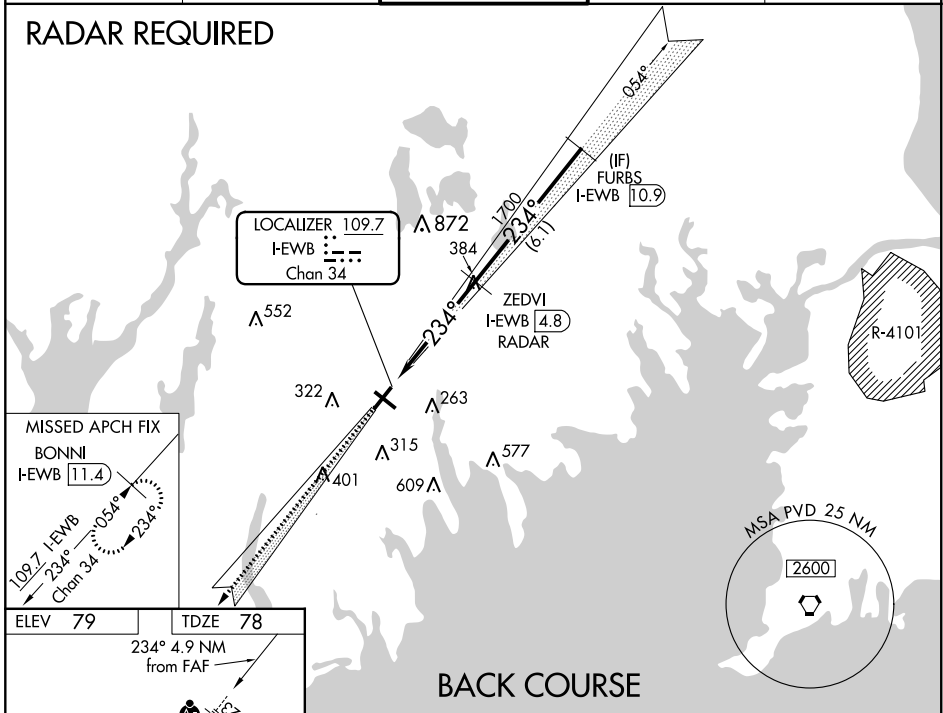 RADAR REQUIRED
054°
(IF)
FURBS
I-EWB 10.9
1700
234°
(6.1)
LOCALIZER 109.7
I-EWB
Chan 34
872
384
ZEDVI
I-EWB 4.8
RADAR
234°
552
R-4101
322
263
MISSED APCH FIX
BONNI
I-EWB 11.4
054°
234°
109.7 I-EWB
234°
Chan 34
315
577
401
609
MSA PVD 25 NM
2600
ELEV 79
TDZE 78
234° 4.9 NM
from FAF
BACK COURSE